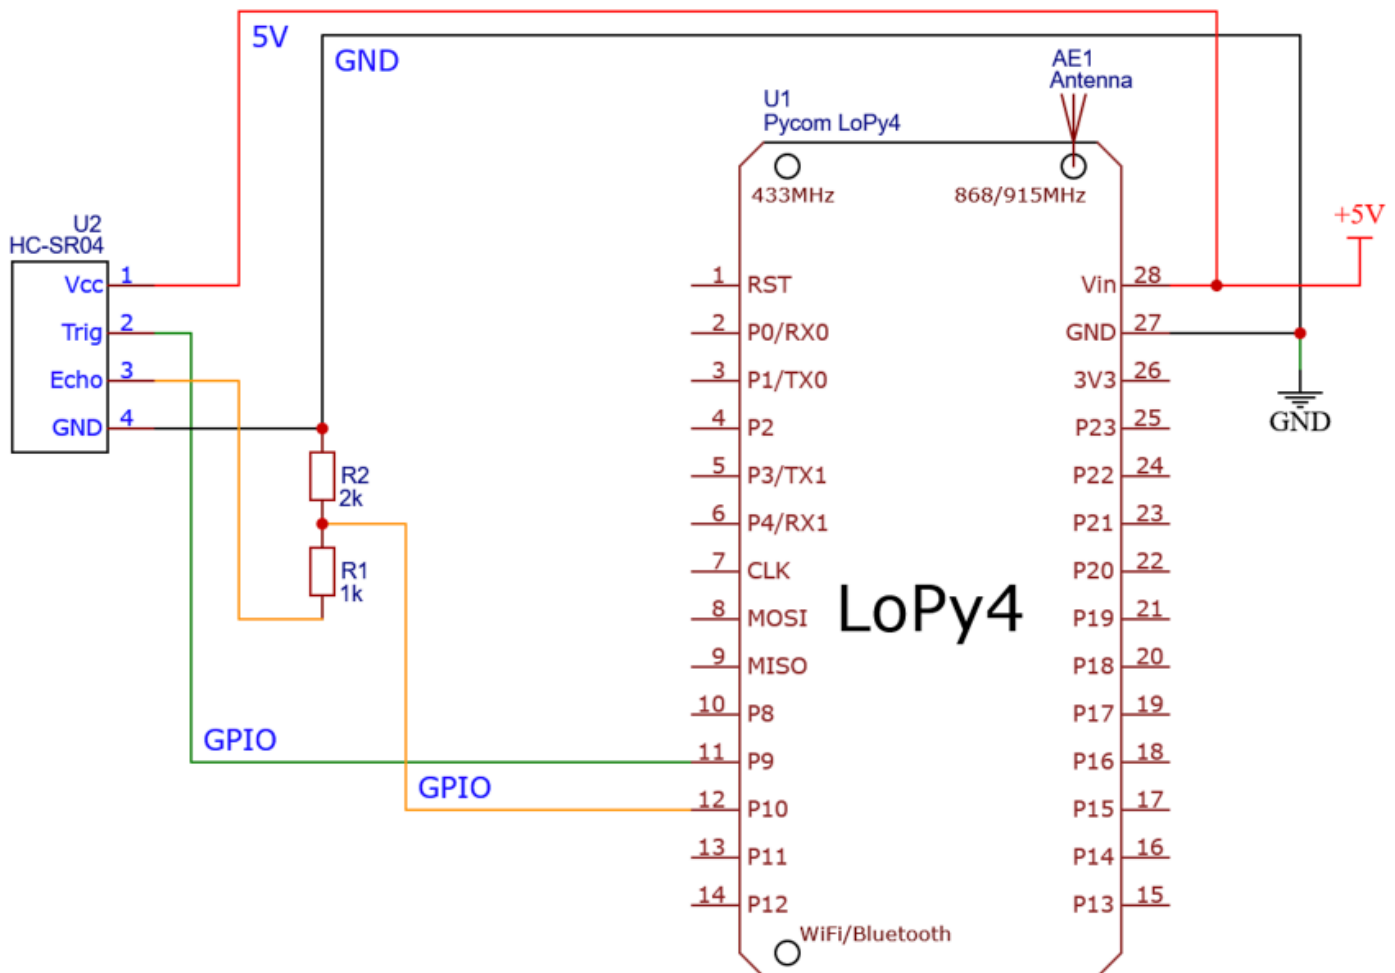 5V
GND
AE1
Antenna
U1
Pycom LoPy4
433MHz
868/915MHz
+5V
U2
HC-SR04
Vcc 1
Trig 2
Echo 3
GND 4
R2
2k
R1
1k
GPIO
GPIO
1 RST
2 P0/RX0
3 P1/TX0
4 P2
5 P3/TX1
6 P4/RX1
7 CLK
8 MOSI
9 MISO
10 P8
11 P9
12 P10
13 P11
14 P12
LoPy4
Vin 28
GND 27
3V3 26
P23 25
P22 24
P21 23
P20 22
P19 21
P18 20
P17 19
P16 18
P15 17
P14 16
P13 15
GND
WiFi/Bluetooth